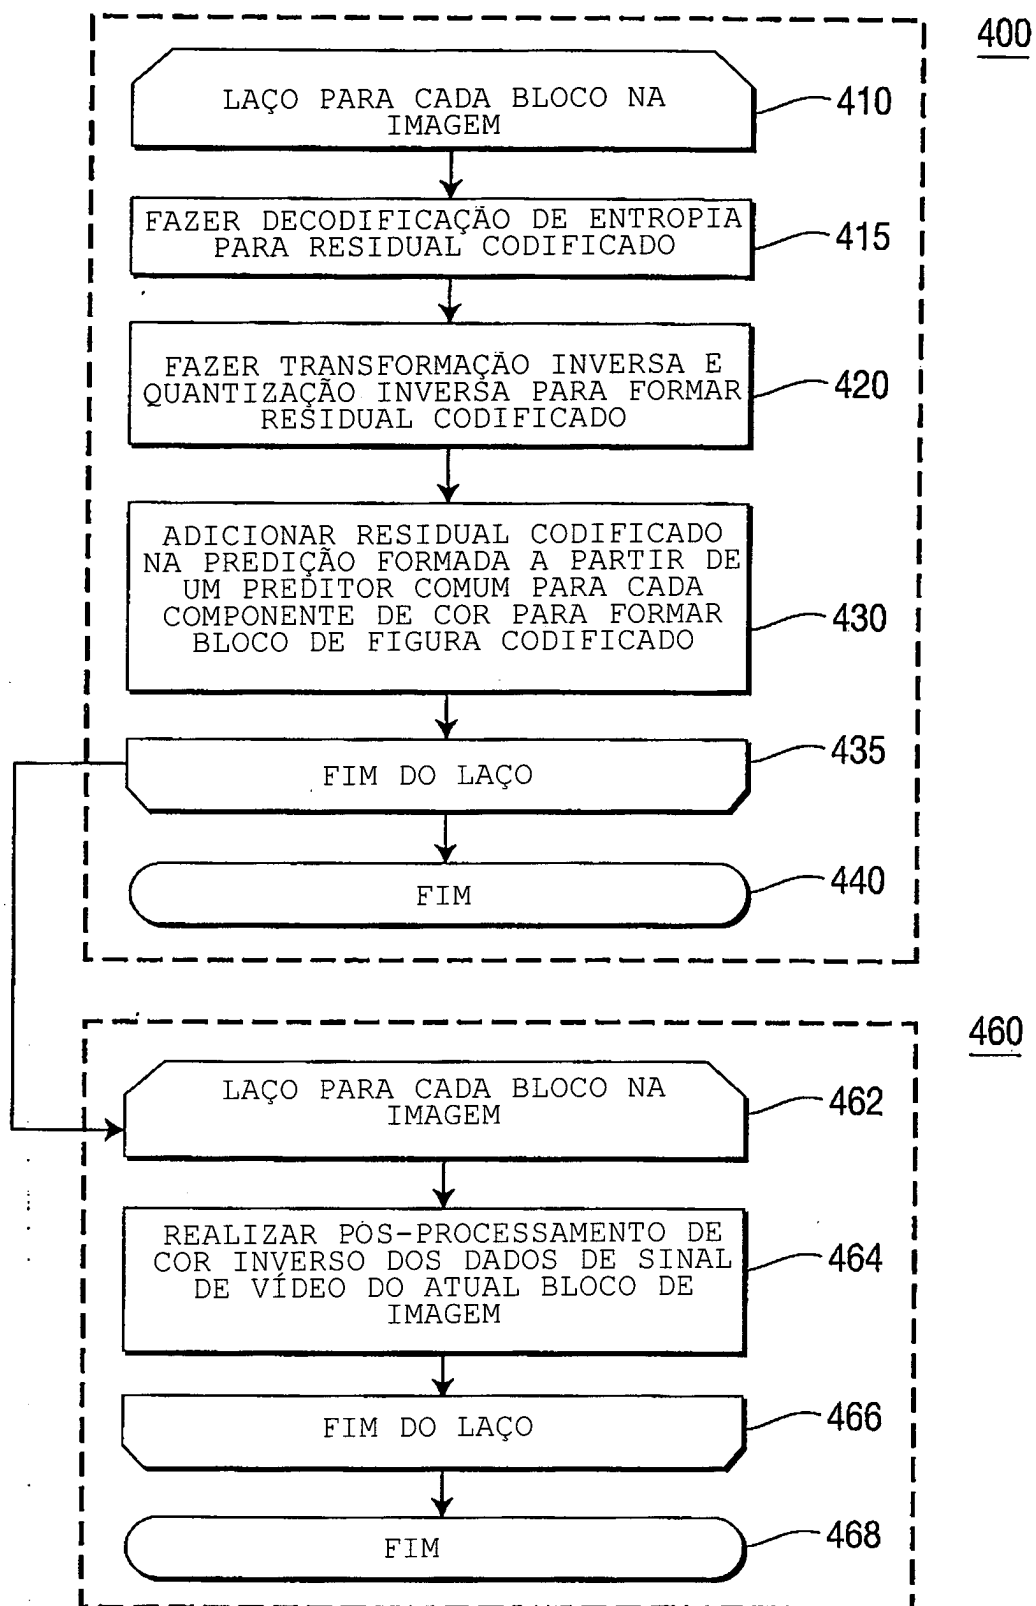 400
LAÇO PARA CADA BLOCO NA
IMAGEM
410
FAZER DECODIFICAÇÃO DE ENTROPIA
PARA RESIDUAL CODIFICADO
415
FAZER TRANSFORMAÇÃO INVERSA E
QUANTIZAÇÃO INVERSA PARA FORMAR
RESIDUAL CODIFICADO
420
ADICIONAR RESIDUAL CODIFICADO
NA PREDIÇÃO FORMADA A PARTIR DE
UM PREDITOR COMUM PARA CADA
COMPONENTE DE COR PARA FORMAR
BLOCO DE FIGURA CODIFICADO
430
FIM DO LAÇO
435
FIM
440
460
LAÇO PARA CADA BLOCO NA
IMAGEM
462
REALIZAR PÓS-PROCESSAMENTO DE
COR INVERSO DOS DADOS DE SINAL
DE VÍDEO DO ATUAL BLOCO DE
IMAGEM
464
FIM DO LAÇO
466
FIM
468